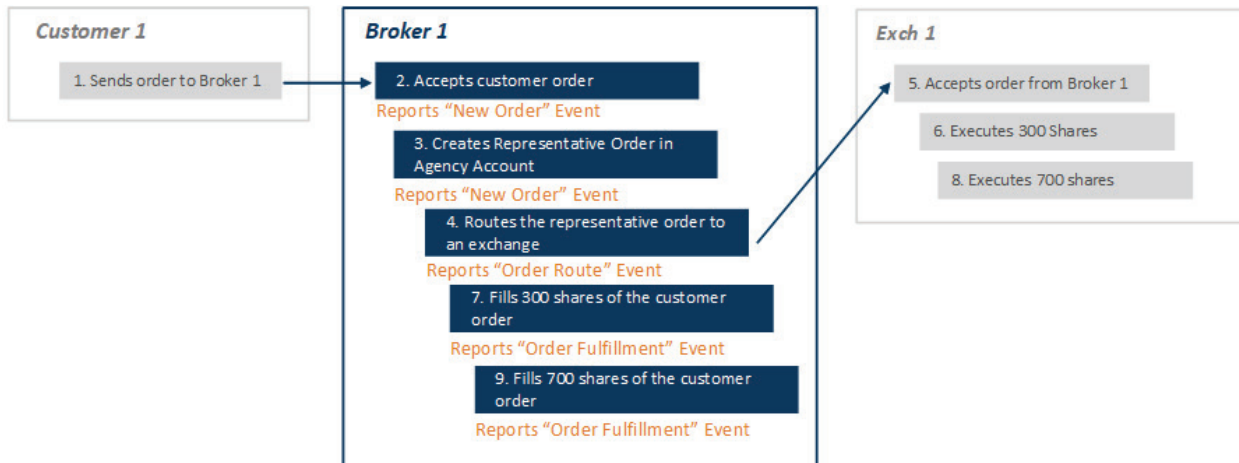 Customer 1
1. Sends order to Broker 1
Broker 1
2. Accepts customer order
Reports “New Order” Event
3. Creates Representative Order in
Agency Account
Reports “New Order” Event
4. Routes the representative order to
an exchange
Reports “Order Route” Event
7. Fills 300 shares of the customer
order
Reports “Order Fulfillment” Event
9. Fills 700 shares of the customer
order
Reports “Order Fulfillment” Event
Exch 1
5. Accepts order from Broker 1
6. Executes 300 Shares
8. Executes 700 shares